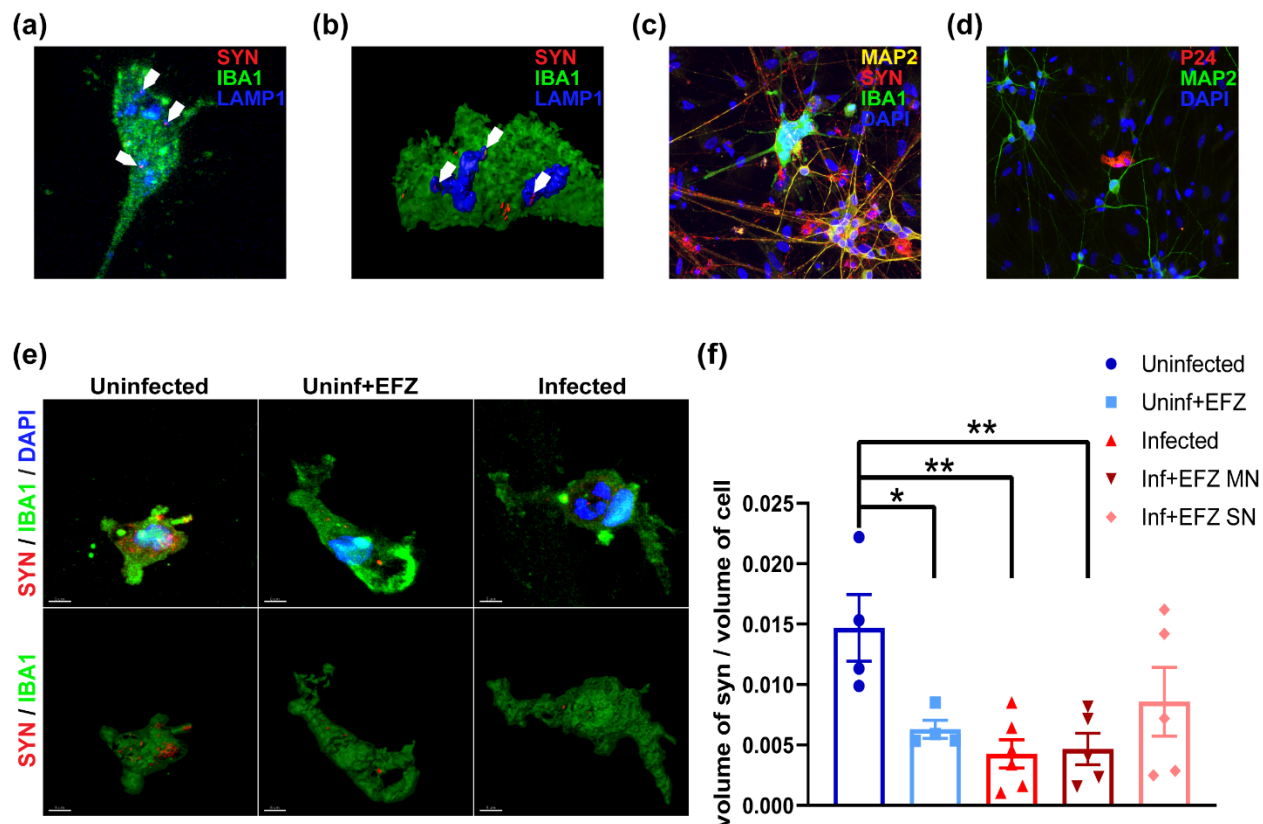 (a)
SYN
IBA1
LAMP1
(b)
SYN
IBA1
LAMP1
(c)
MAP2
SYN
IBA1
DAPI
(d)
P24
MAP2
DAPI
(e)
Uninfected
Uninf+EFZ
Infected
SYN / IBA1 / DAPI
SYN / IBA1
(f)
Uninfected
Uninf+EFZ
Infected
Inf+EFZ MN
Inf+EFZ SN
**
**
*
volume of syn / volume of cell
0.025
0.020
0.015
0.010
0.005
0.000